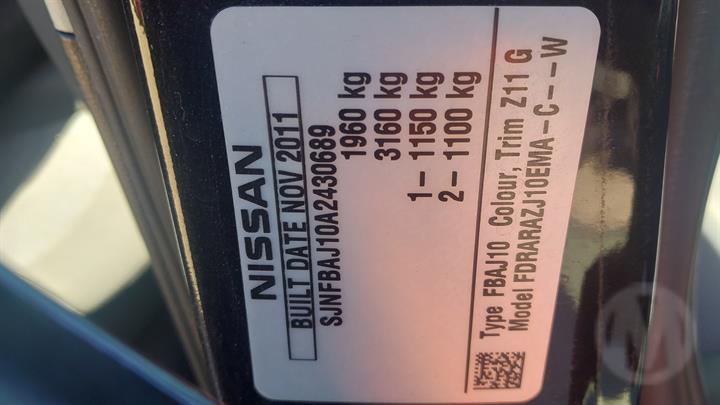 NISSAN
BUILT DATE NOV 2011
SJNFBAJ10A2430689
1960 kg
3160 kg
1– 1150 kg
2– 1100 kg
Type FBAJ10 Colour, Trim Z11 G
Model FDRARAZJ10EMA-C--W
M